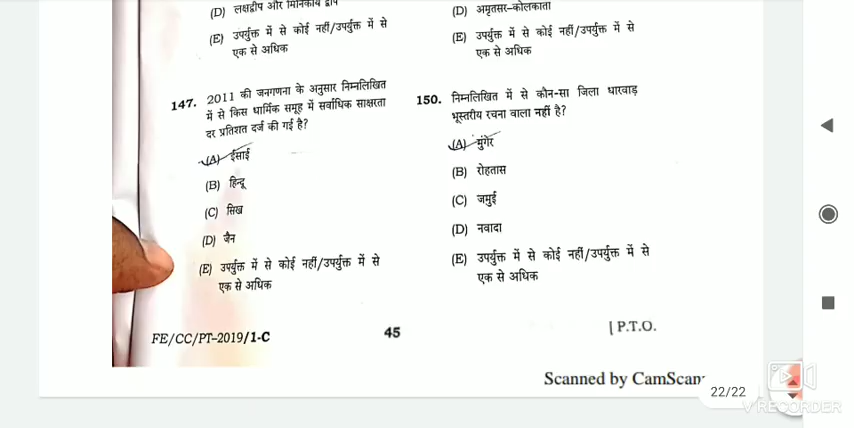 (D) लक्षद्वीप और मिनिकॉय द्वीप
(E) उपर्युक्त में से कोई नहीं/उपर्युक्त में से
एक से अधिक
147. 2011 की जनगणना के अनुसार निम्नलिखित
में से किस धार्मिक समूह में सर्वाधिक साक्षरता
दर प्रतिशत दर्ज की गई है?
(A) ईसाई
(B) हिन्दू
(C) सिख
(D) जैन
(E) उपर्युक्त में से कोई नहीं/उपर्युक्त में से
एक से अधिक
(D) अमृतसर–कोलकाता
(E) उपर्युक्त में से कोई नहीं/उपर्युक्त में से
एक से अधिक
150. निम्नलिखित में से कौन-सा जिला धारवाड़
भूस्तरीय रचना वाला नहीं है?
(A) मुंगेर
(B) रोहतास
(C) जमुई
(D) नवादा
(E) उपर्युक्त में से कोई नहीं/उपर्युक्त में से
एक से अधिक
FE/CC/PT–2019/1-C
45
[ P.T.O.
Scanned by CamScan
22/22
V RECORDER